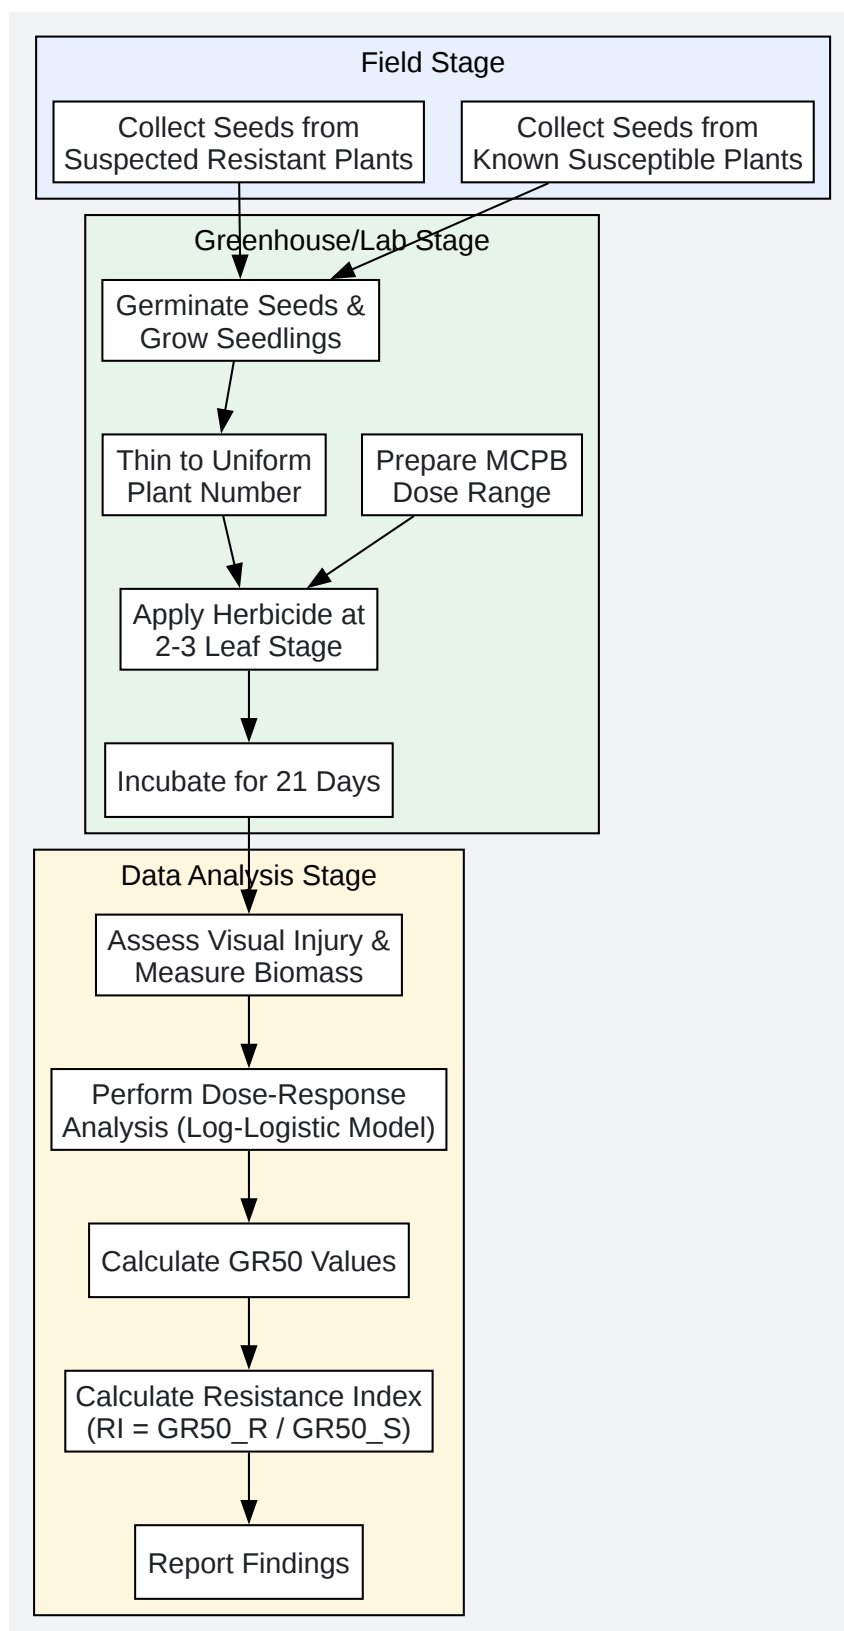 Field Stage
Collect Seeds from
Suspected Resistant Plants
Collect Seeds from
Known Susceptible Plants
Greenhouse/Lab Stage
Germinate Seeds &
Grow Seedlings
Thin to Uniform
Plant Number
Prepare MCPB
Dose Range
Apply Herbicide at
2-3 Leaf Stage
Incubate for 21 Days
Data Analysis Stage
Assess Visual Injury &
Measure Biomass
Perform Dose-Response
Analysis (Log-Logistic Model)
Calculate GR50 Values
Calculate Resistance Index
(RI = GR50_R / GR50_S)
Report Findings